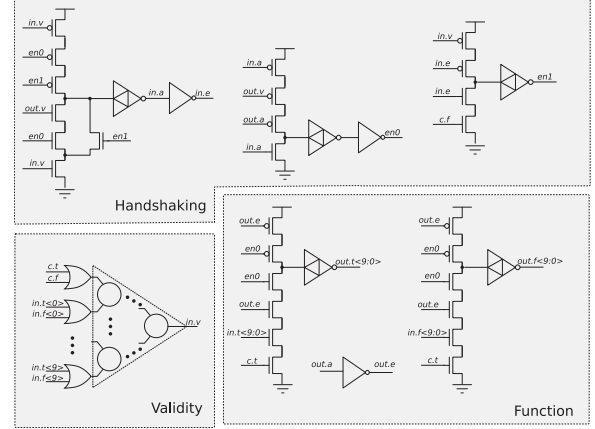 in.v
en0
en1
out.v
en0
in.v
en1
in.a
in.e
in.a
out.v
out.a
in.a
en0
in.v
in.e
in.e
c.f
en1
Handshaking
c.t
c.f
in.t<0>
in.f<0>
in.t<9>
in.f<9>
in.v
Validity
out.e
en0
en0
out.e
in.t<9:0>
c.t
out.t<9:0>
out.a
out.e
out.e
en0
en0
out.e
in.f<9:0>
c.t
out.f<9:0>
Function